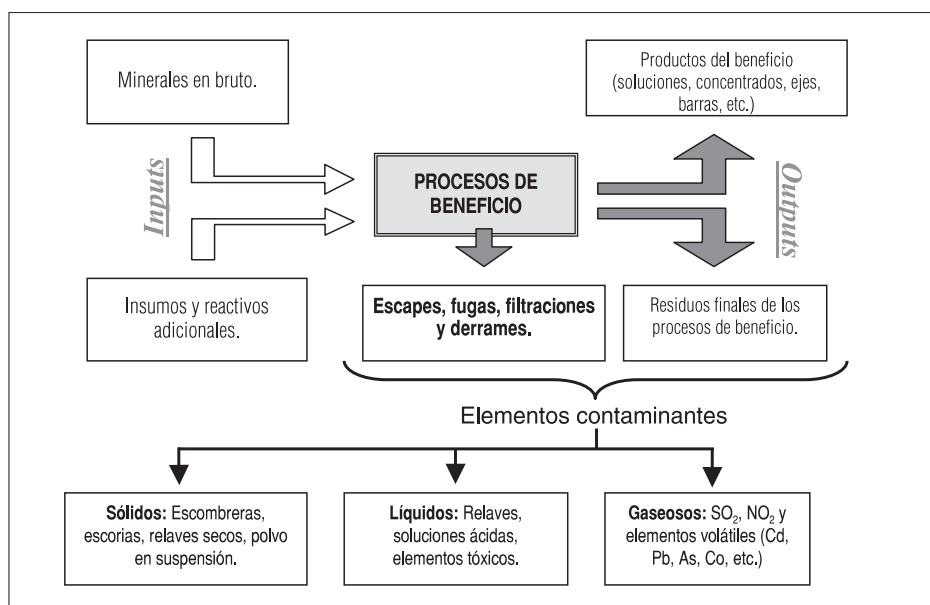 Minerales en bruto.
Productos del beneficio
(soluciones, concentrados, ejes,
barras, etc.)
Inputs
PROCESOS DE
BENEFICIO
Outputs
Insumos y reactivos
adicionales.
Escapes, fugas, filtraciones
y derrames.
Residuos finales de los
procesos de beneficio.
Elementos contaminantes
Sólidos: Escombreras,
escorias, relaves secos, polvo
en suspensión.
Líquidos: Relaves,
soluciones ácidas,
elementos tóxicos.
Gaseosos: SO₂, NO₂ y
elementos volátiles (Cd,
Pb, As, Co, etc.)